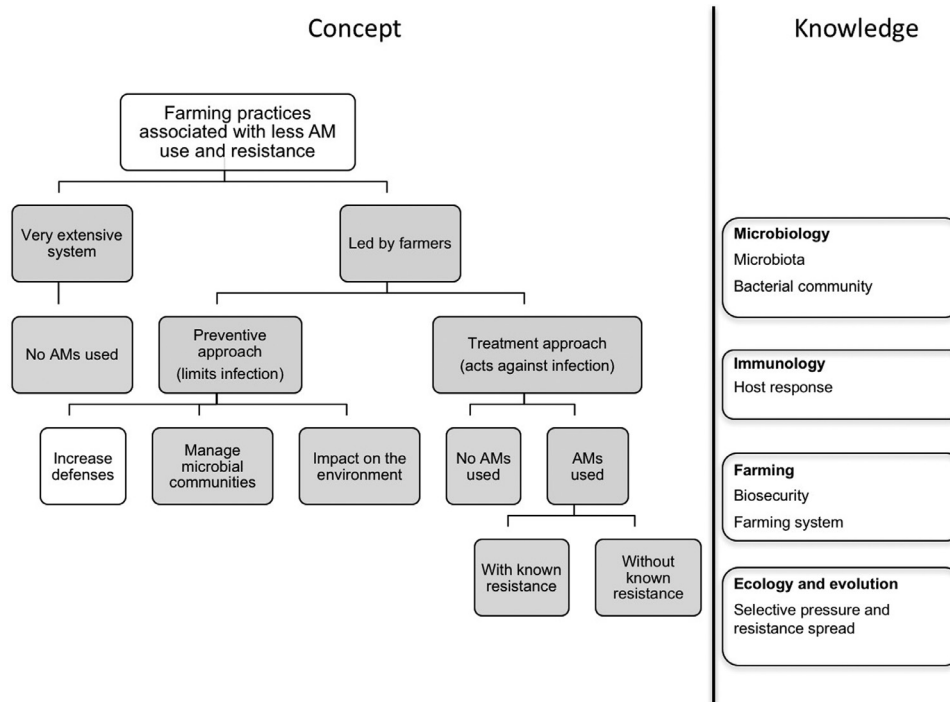 Concept
Farming practices
associated with less AM
use and resistance
Very extensive
system
Led by farmers
No AMs used
Preventive
approach
(limits infection)
Treatment approach
(acts against infection)
Increase
defenses
Manage
microbial
communities
Impact on the
environment
No AMs
used
AMs
used
With known
resistance
Without
known
resistance
Knowledge
Microbiology
Microbiota
Bacterial community
Immunology
Host response
Farming
Biosecurity
Farming system
Ecology and evolution
Selective pressure and
resistance spread